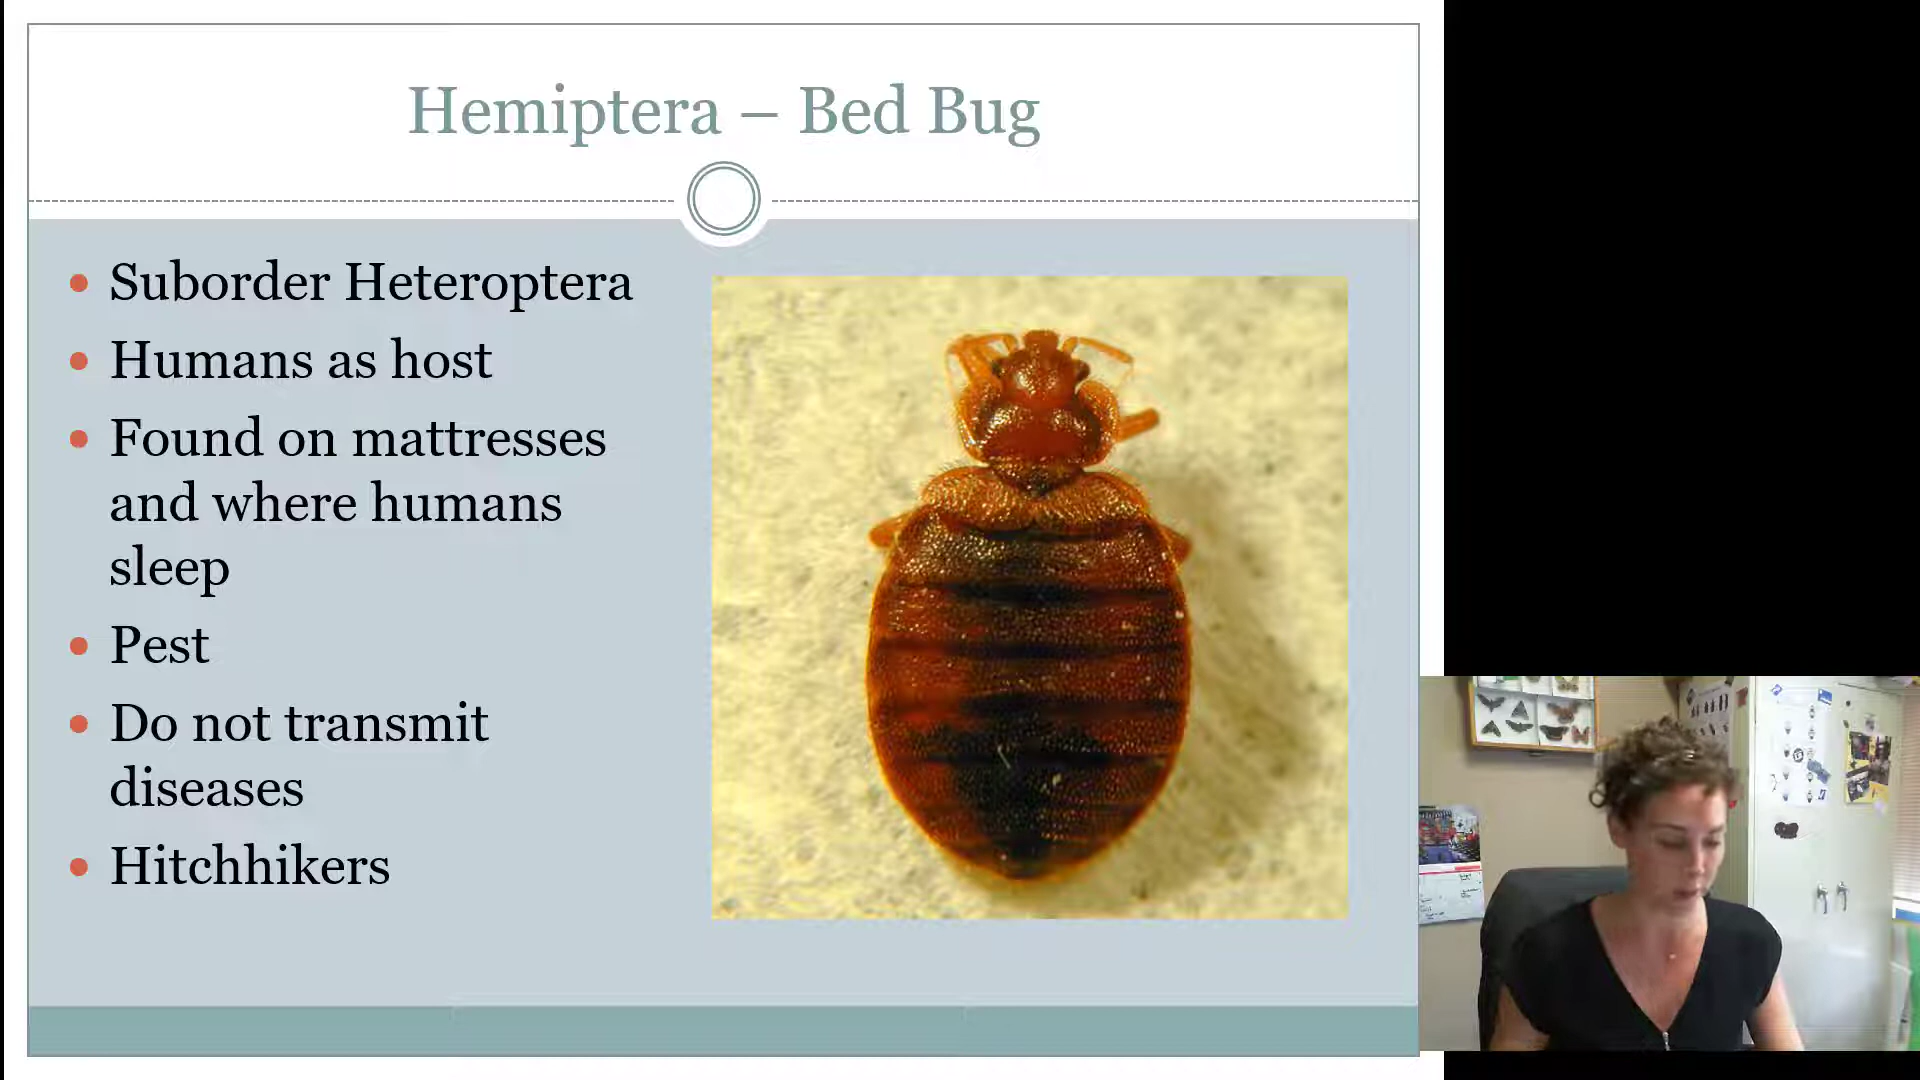 Hemiptera – Bed Bug
Suborder Heteroptera
Humans as host
Found on mattresses
and where humans
sleep
Pest
Do not transmit
diseases
Hitchhikers